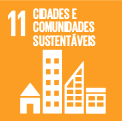 11 CIDADES E
COMUNIDADES
SUSTENTÁVEIS